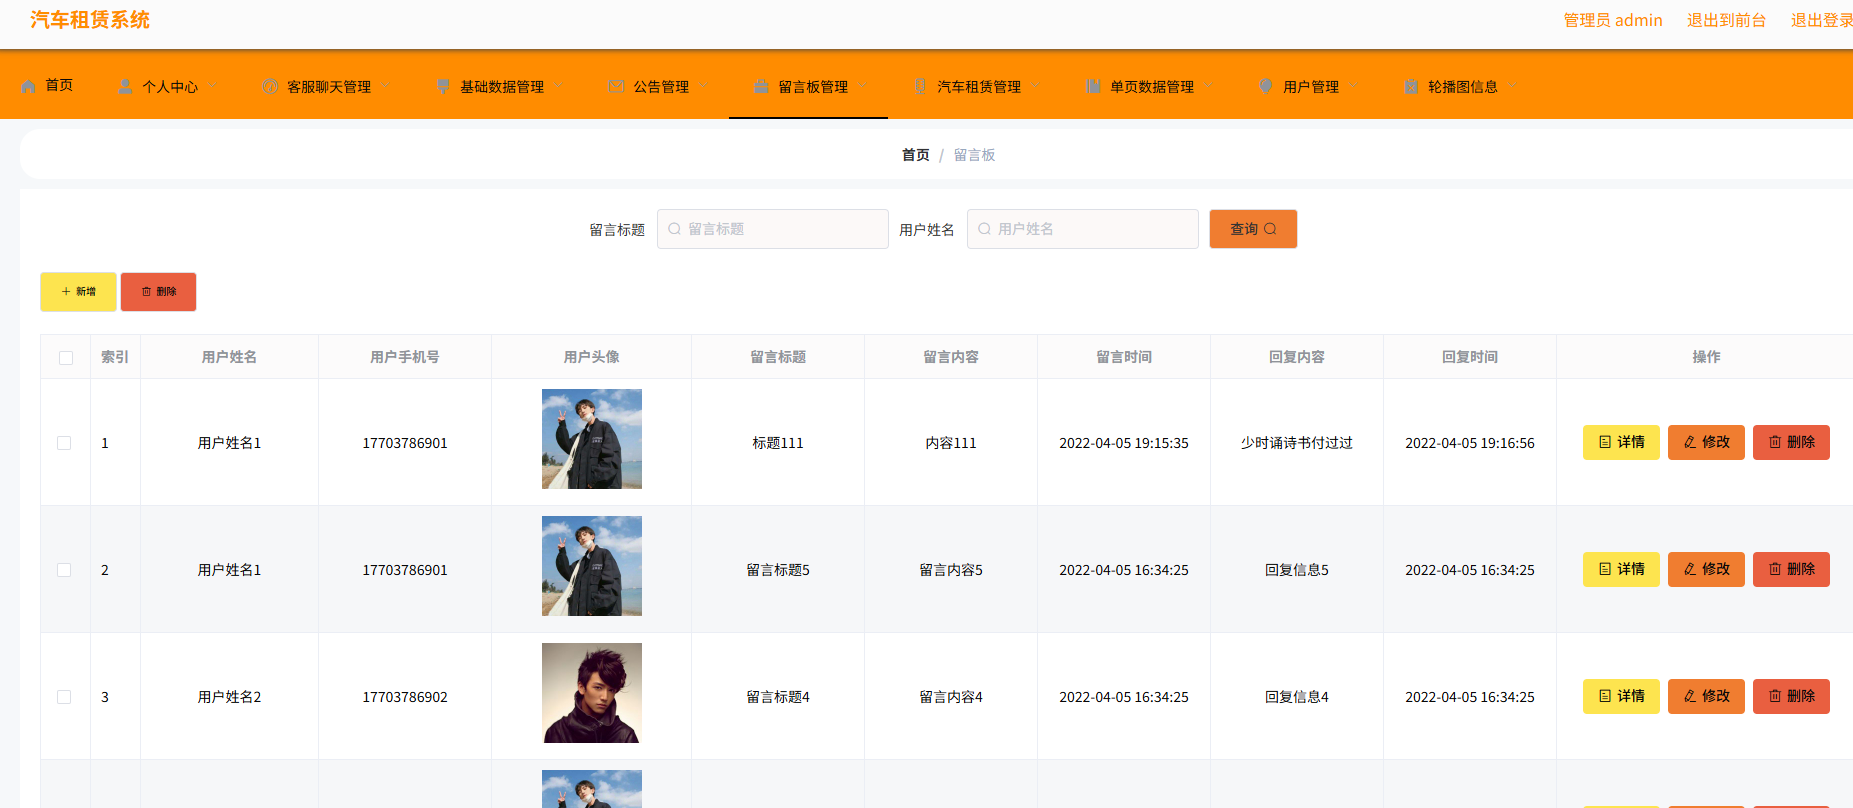 汽车租赁系统
管理员 admin 退出到前台 退出登录
首页 个人中心 客服聊天管理 基础数据管理 公告管理 留言板管理 汽车租赁管理 单页数据管理 用户管理 轮播图信息
首页 / 留言板
留言标题 留言标题 用户姓名 用户姓名 查询
新增 删除
索引 用户姓名 用户手机号 用户头像 留言标题 留言内容 留言时间 回复内容 回复时间 操作
1 用户姓名1 17703786901 标题111 内容111 2022-04-05 19:15:35 少时诵诗书付过过 2022-04-05 19:16:56 详情 修改 删除
2 用户姓名1 17703786901 留言标题5 留言内容5 2022-04-05 16:34:25 回复信息5 2022-04-05 16:34:25 详情 修改 删除
3 用户姓名2 17703786902 留言标题4 留言内容4 2022-04-05 16:34:25 回复信息4 2022-04-05 16:34:25 详情 修改 删除